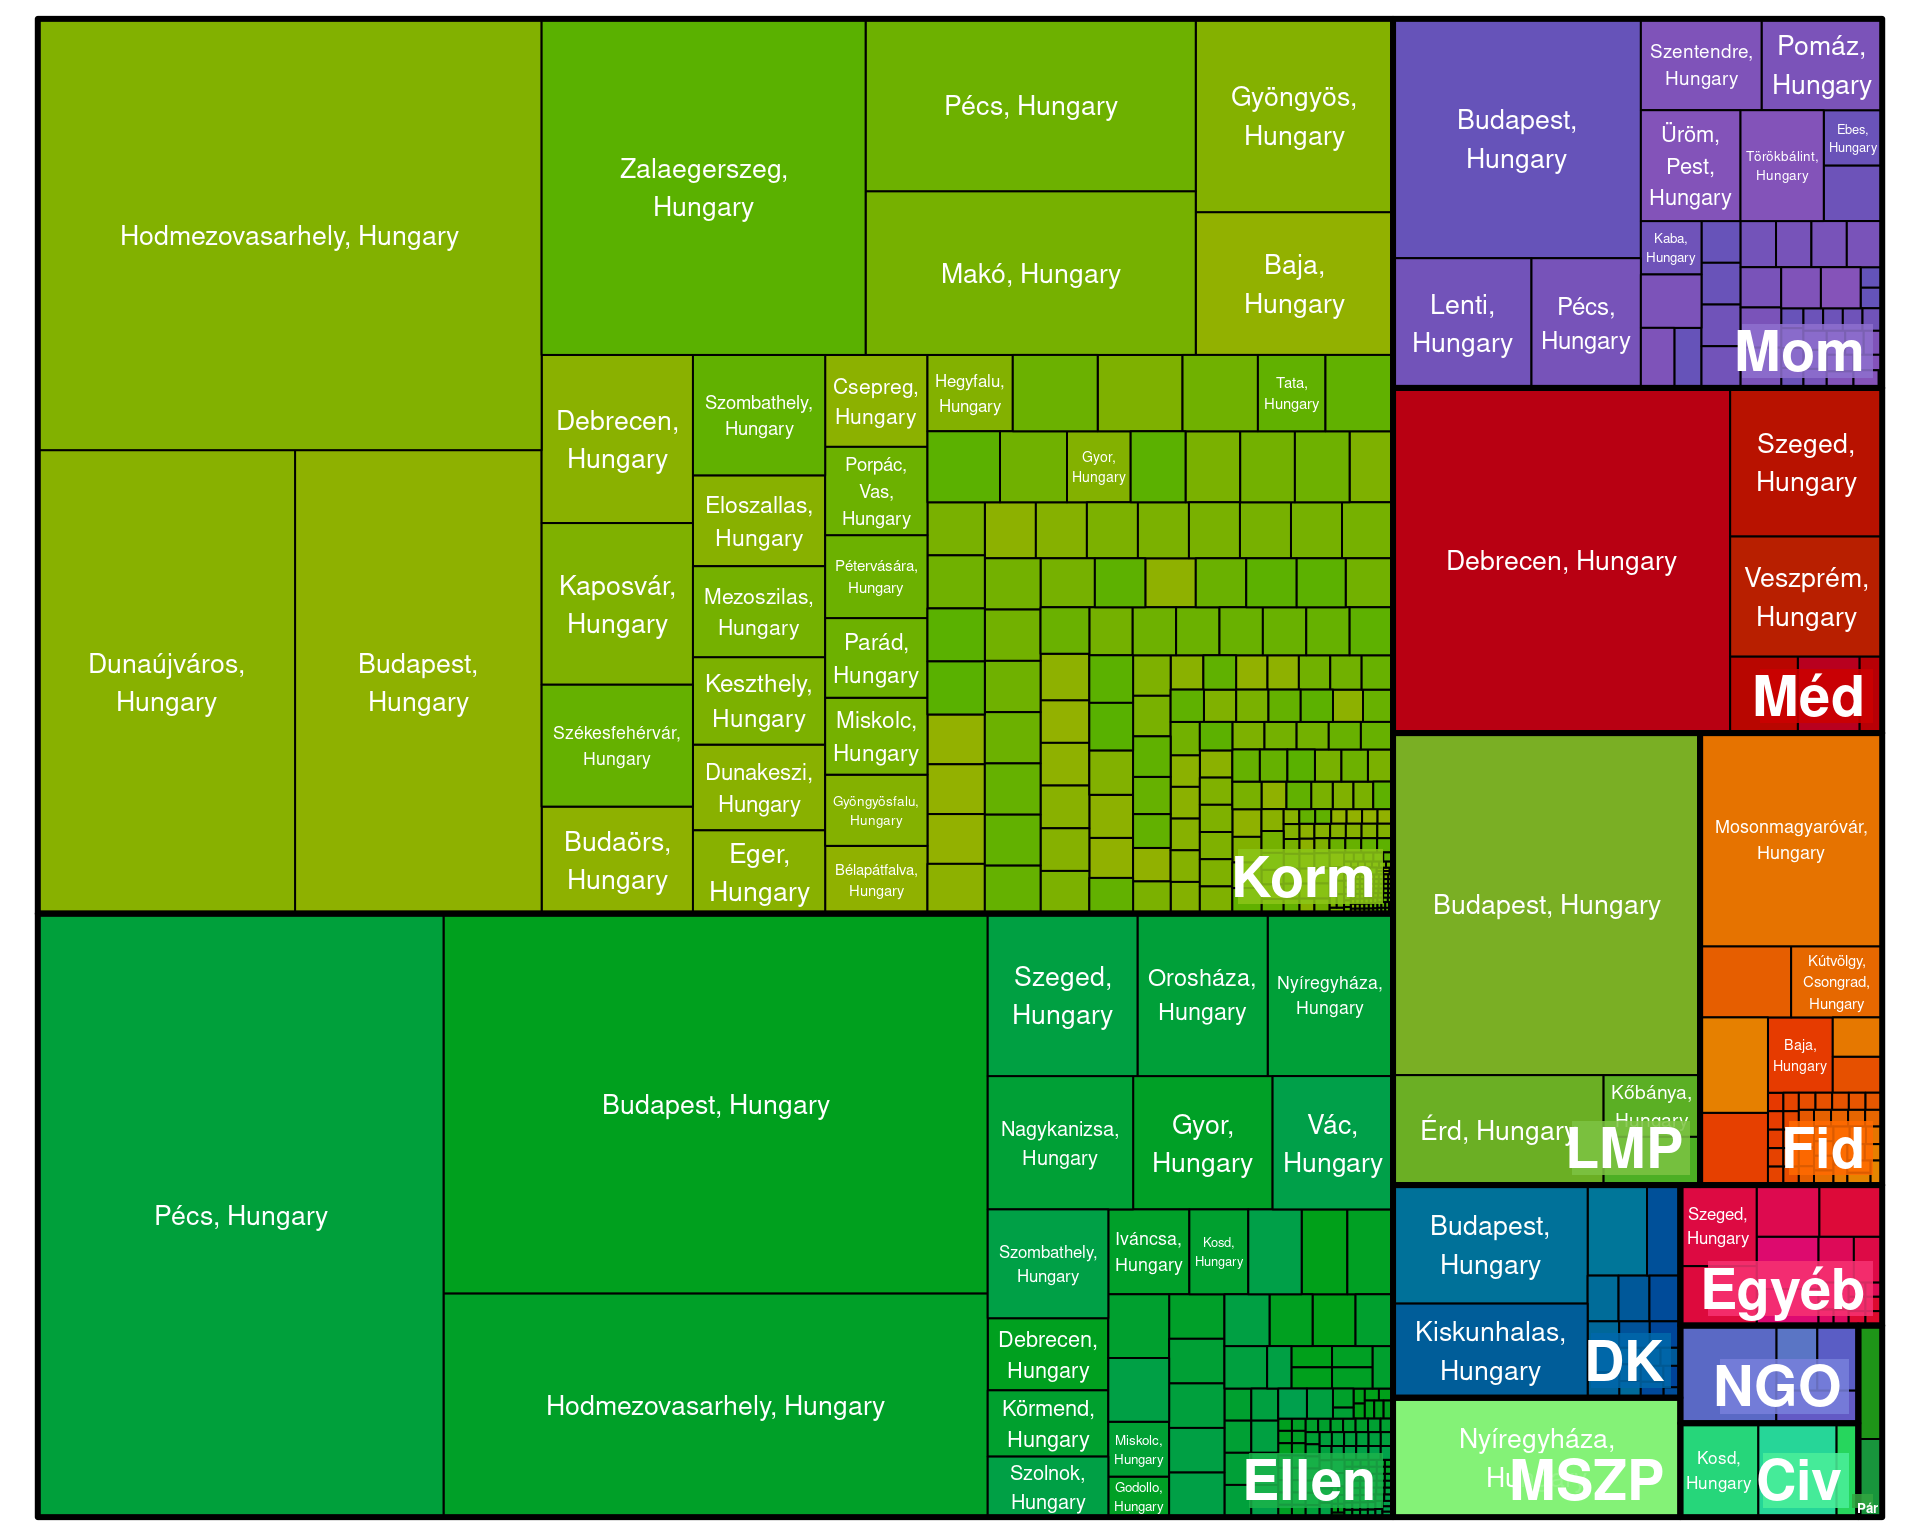 Hodmezovasarhely, Hungary
Dunaújváros,
Hungary
Budapest,
Hungary
Zalaegerszeg,
Hungary
Pécs, Hungary
Makó, Hungary
Gyöngyös,
Hungary
Baja,
Hungary
Debrecen,
Hungary
Kaposvár,
Hungary
Székesfehérvár,
Hungary
Budaörs,
Hungary
Szombathely,
Hungary
Eloszallas,
Hungary
Mezoszilas,
Hungary
Keszthely,
Hungary
Dunakeszi,
Hungary
Eger,
Hungary
Csepreg,
Hungary
Porpác,
Vas,
Hungary
Pétervására,
Hungary
Parád,
Hungary
Miskolc,
Hungary
Gyöngyösfalu,
Hungary
Bélapátfalva,
Hungary
Hegyfalu,
Hungary
Tata,
Hungary
Gyor,
Hungary
Korm
Pécs, Hungary
Budapest, Hungary
Hodmezovasarhely, Hungary
Szeged,
Hungary
Orosháza,
Hungary
Nyíregyháza,
Hungary
Nagykanizsa,
Hungary
Gyor,
Hungary
Vác,
Hungary
Szombathely,
Hungary
Debrecen,
Hungary
Körmend,
Hungary
Szolnok,
Hungary
Iváncsa,
Hungary
Kosd,
Hungary
Miskolc,
Hungary
Godollo,
Hungary
Ellen
Budapest,
Hungary
Lenti,
Hungary
Pécs,
Hungary
Szentendre,
Hungary
Pomáz,
Hungary
Üröm,
Pest,
Hungary
Törökbálint,
Hungary
Ebes,
Hungary
Kaba,
Hungary
Mom
Debrecen, Hungary
Szeged,
Hungary
Veszprém,
Hungary
Méd
Budapest, Hungary
Érd, Hungary
Kőbánya,
Hungary
LMP
Mosonmagyaróvár,
Hungary
Kútvölgy,
Csongrad,
Hungary
Baja,
Hungary
Fid
Budapest,
Hungary
Kiskunhalas,
Hungary
DK
Szeged,
Hungary
Egyéb
NGO
Nyíregyháza,
MSZP
Kosd,
Hungary
Civ
Pár